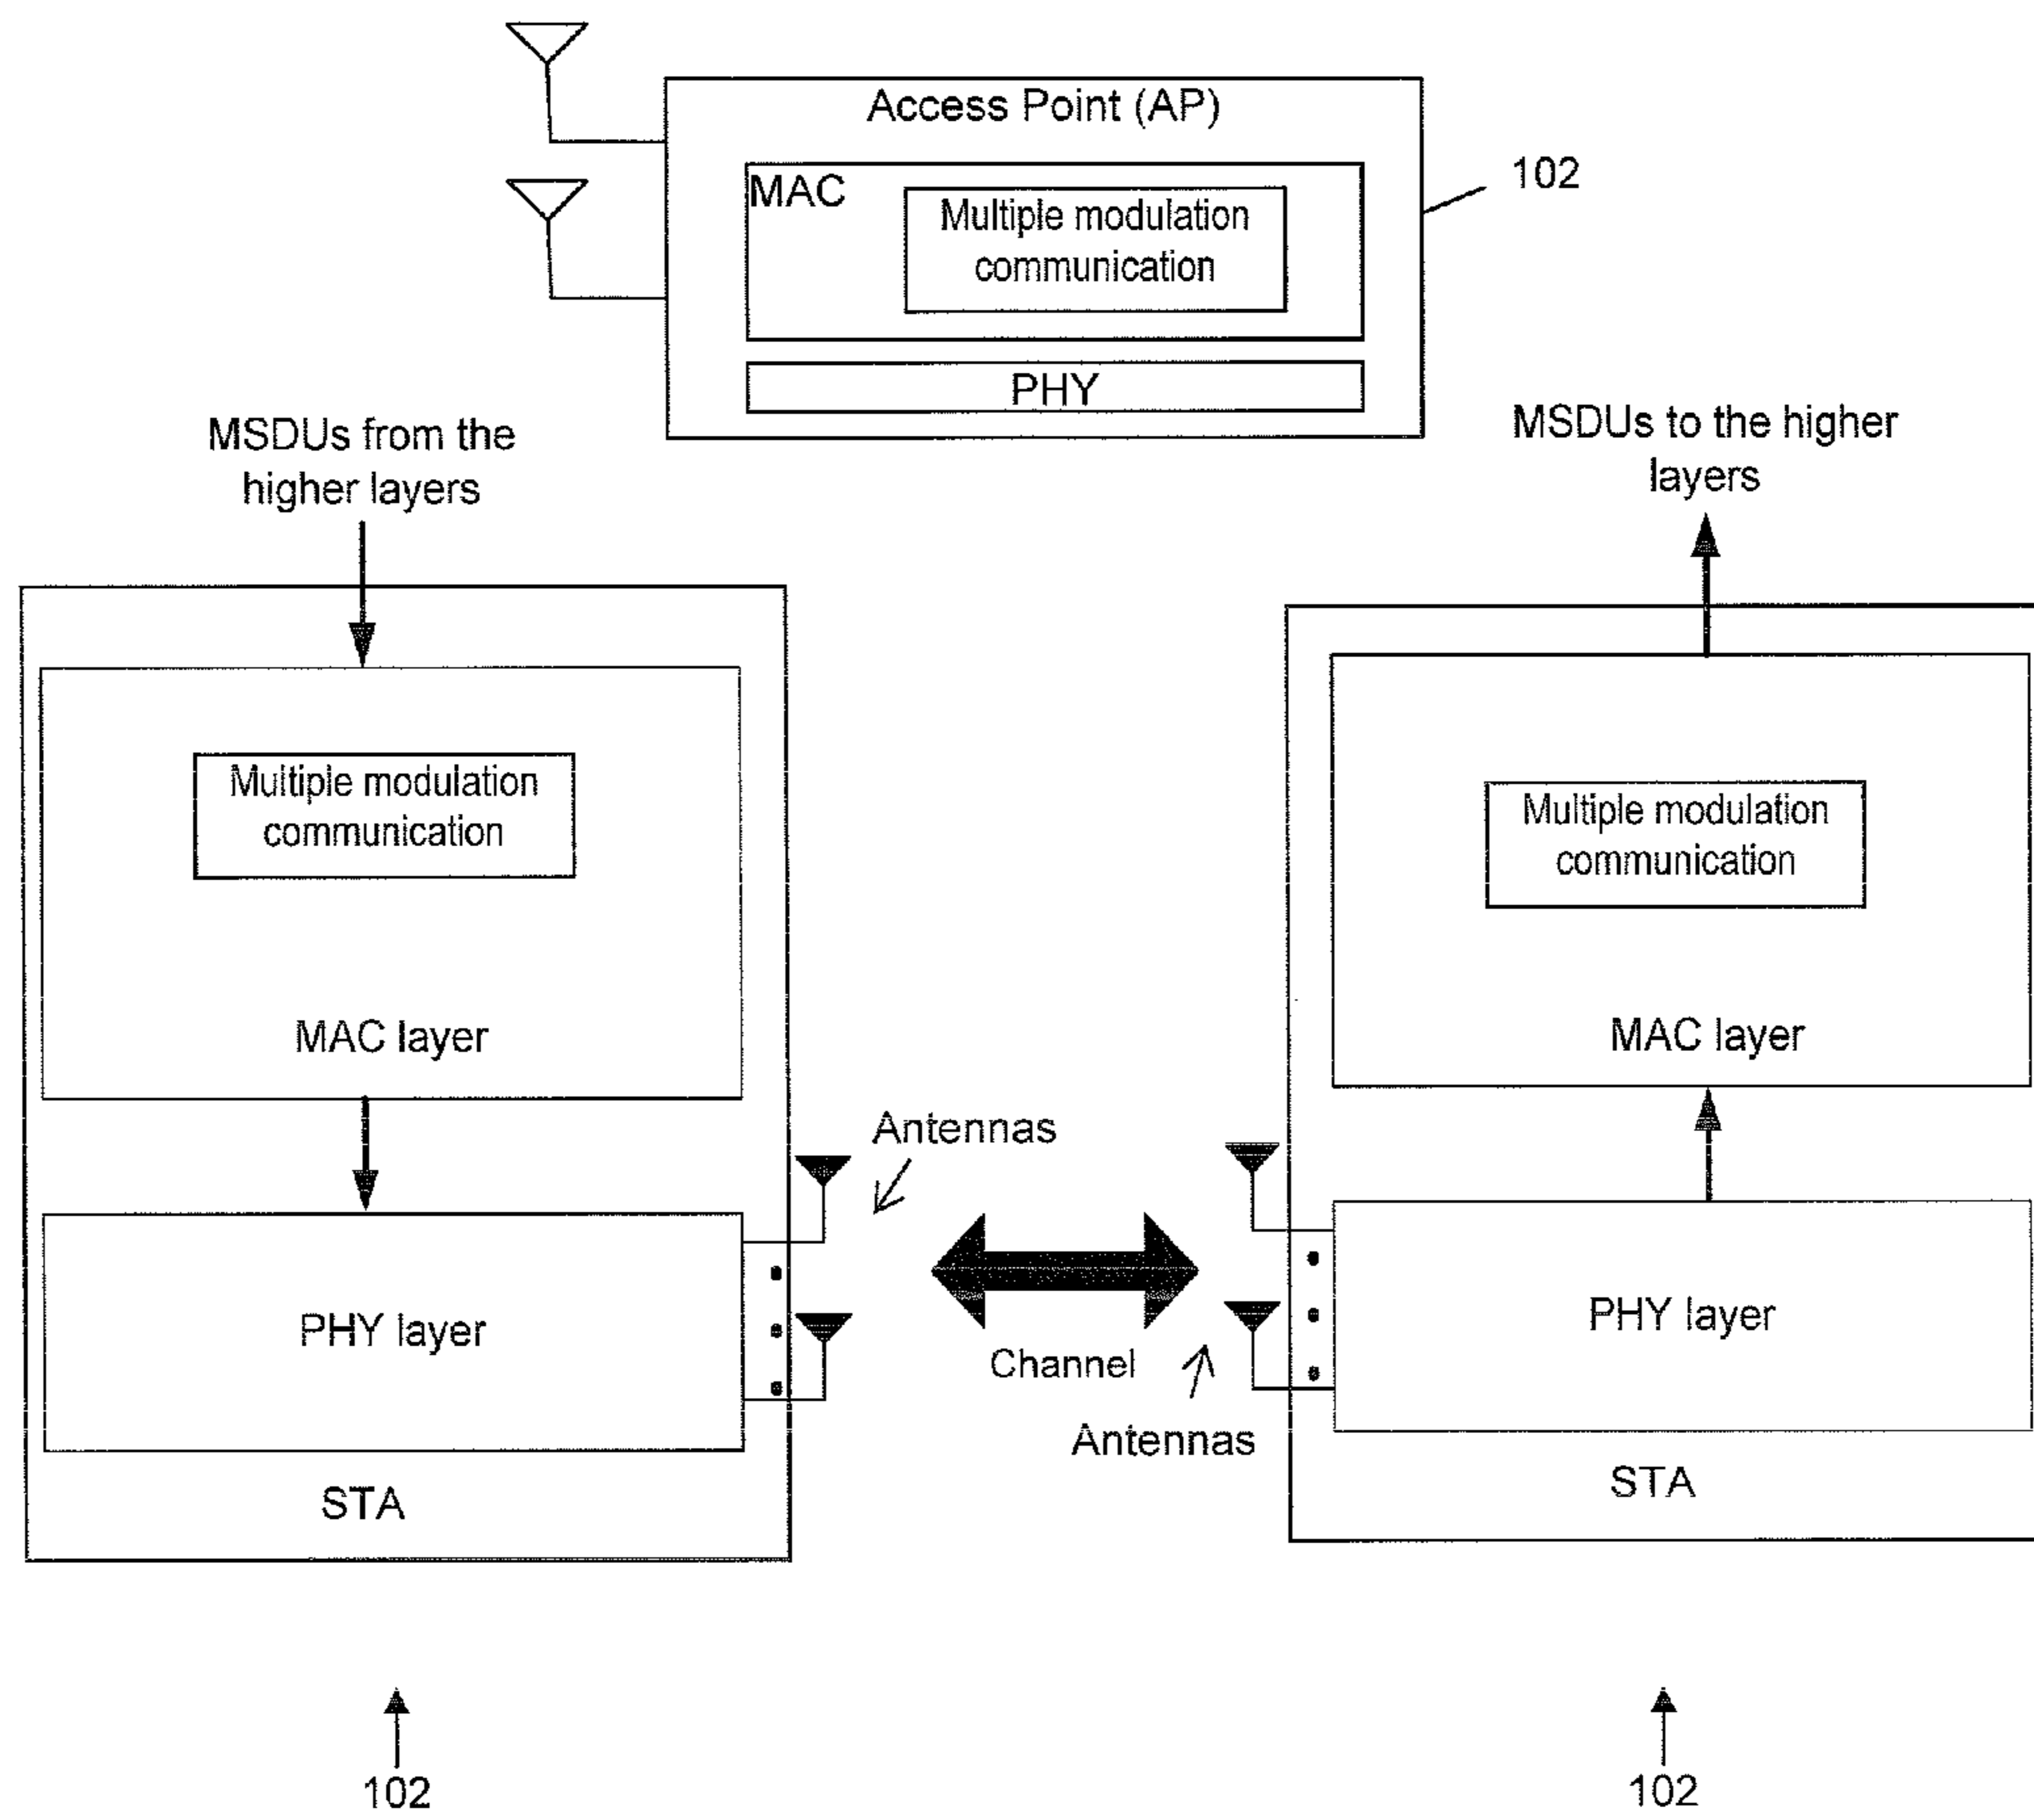 Access Point (AP)
MAC
Multiple modulation
communication
102
PHY
MSDUs from the
higher layers
MSDUs to the higher
layers
Multiple modulation
communication
MAC layer
Multiple modulation
communication
MAC layer
Antennas
PHY layer
Channel
Antennas
PHY layer
STA
STA
102
102